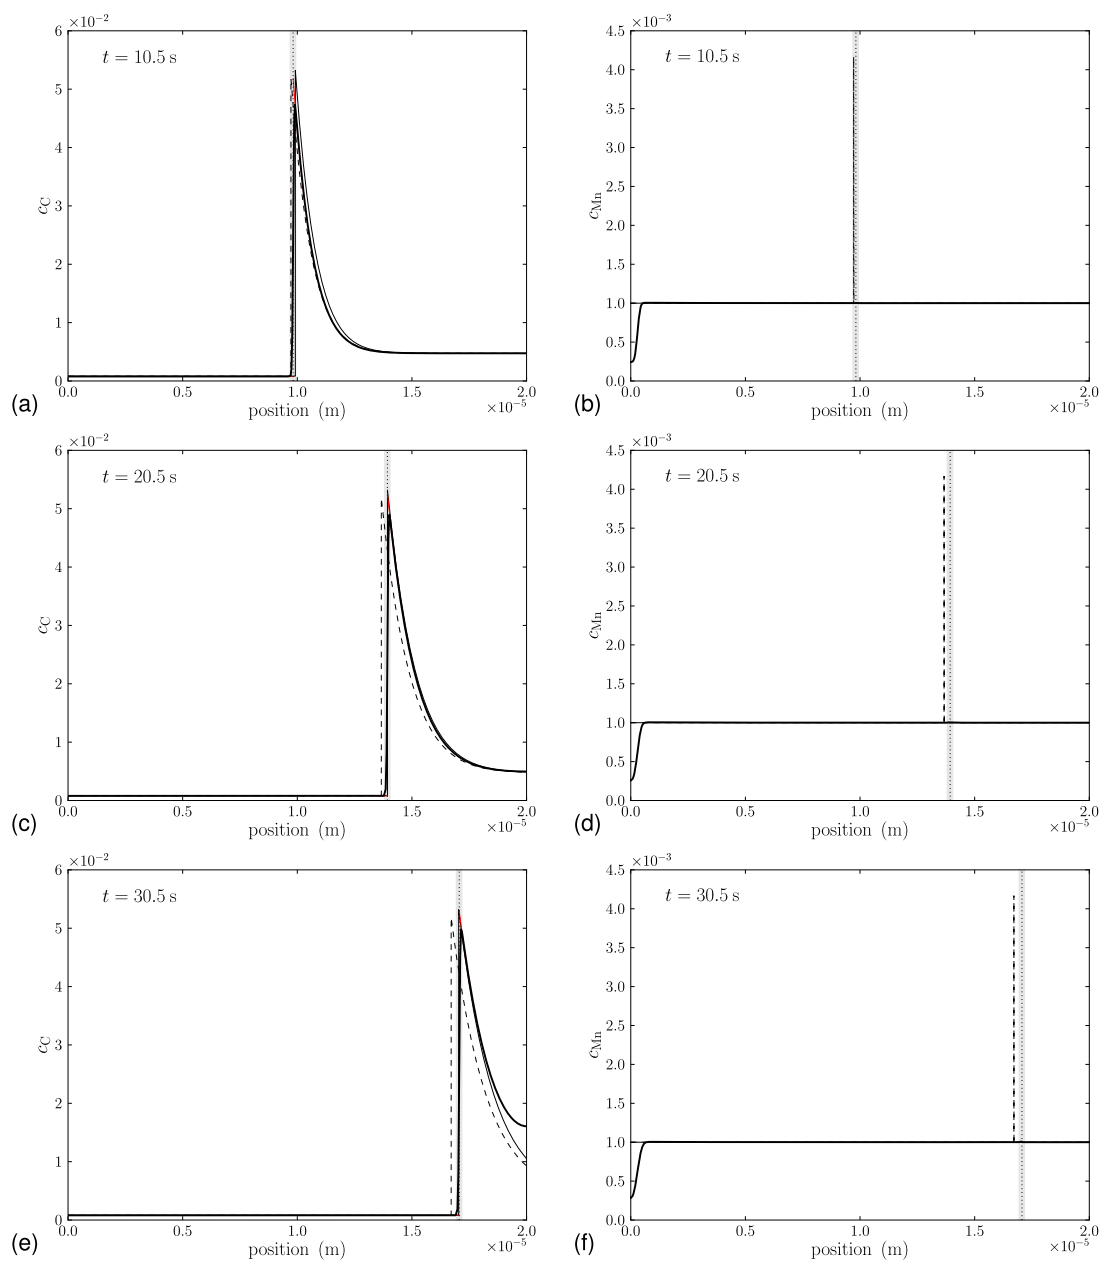 ×10⁻²
6
t = 10.5 s
5
4
c_C 3
2
1
0
0.0 0.5 1.0 1.5 2.0
(a) position (m) ×10⁻⁵
×10⁻³
4.5
t = 10.5 s
4.0
3.5
3.0
2.5
c_Mn
2.0
1.5
1.0
0.5
0.0
0.0 0.5 1.0 1.5 2.0
(b) position (m) ×10⁻⁵
×10⁻²
6
t = 20.5 s
5
4
c_C 3
2
1
0
0.0 0.5 1.0 1.5 2.0
(c) position (m) ×10⁻⁵
×10⁻³
4.5
t = 20.5 s
4.0
3.5
3.0
2.5
c_Mn
2.0
1.5
1.0
0.5
0.0
0.0 0.5 1.0 1.5 2.0
(d) position (m) ×10⁻⁵
×10⁻²
6
t = 30.5 s
5
4
c_C 3
2
1
0
0.0 0.5 1.0 1.5 2.0
(e) position (m) ×10⁻⁵
×10⁻³
4.5
t = 30.5 s
4.0
3.5
3.0
2.5
c_Mn
2.0
1.5
1.0
0.5
0.0
0.0 0.5 1.0 1.5 2.0
(f) position (m) ×10⁻⁵